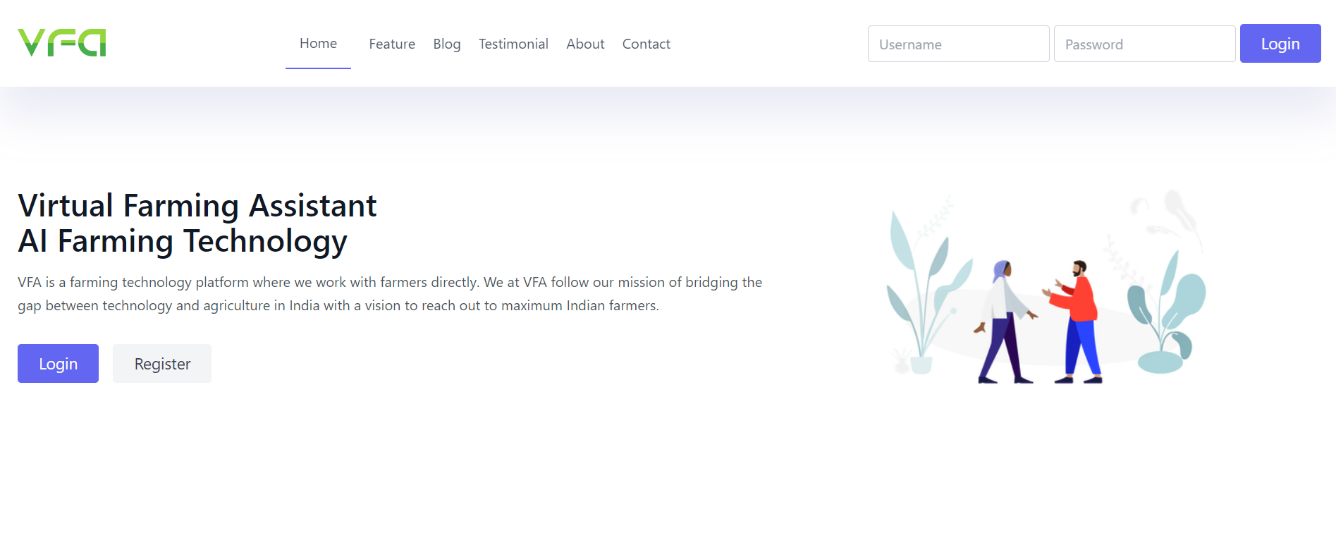 VFA
Home Feature Blog Testimonial About Contact Username Password Login
Virtual Farming Assistant
AI Farming Technology
VFA is a farming technology platform where we work with farmers directly. We at VFA follow our mission of bridging the
gap between technology and agriculture in India with a vision to reach out to maximum Indian farmers.
Login Register